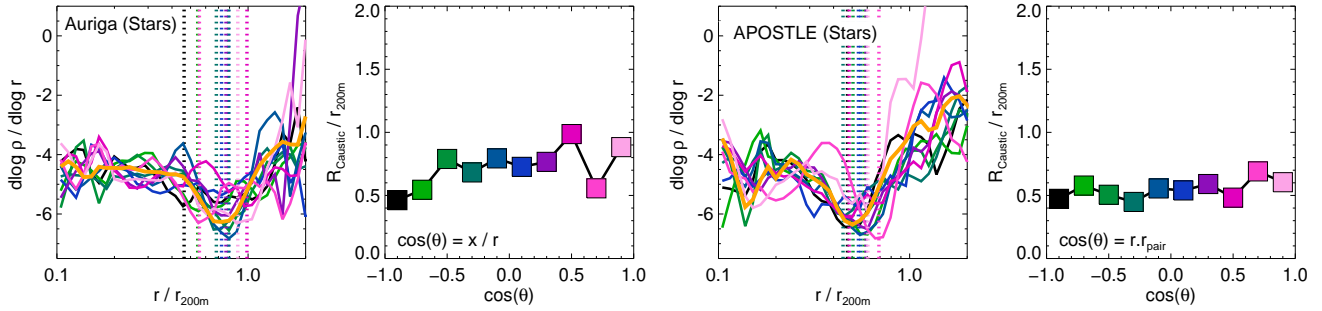 Auriga (Stars)
dlog ρ / dlog r
0
-2
-4
-6
0.1
1.0
r / r200m
RCaustic / r200m
2.0
1.5
1.0
0.5
0.0
cos(θ) = x / r
−1.0
−0.5
0.0
0.5
1.0
cos(θ)
APOSTLE (Stars)
dlog ρ / dlog r
0
-2
-4
-6
0.1
1.0
r / r200m
RCaustic / r200m
2.0
1.5
1.0
0.5
0.0
cos(θ) = r.rpair
−1.0
−0.5
0.0
0.5
1.0
cos(θ)